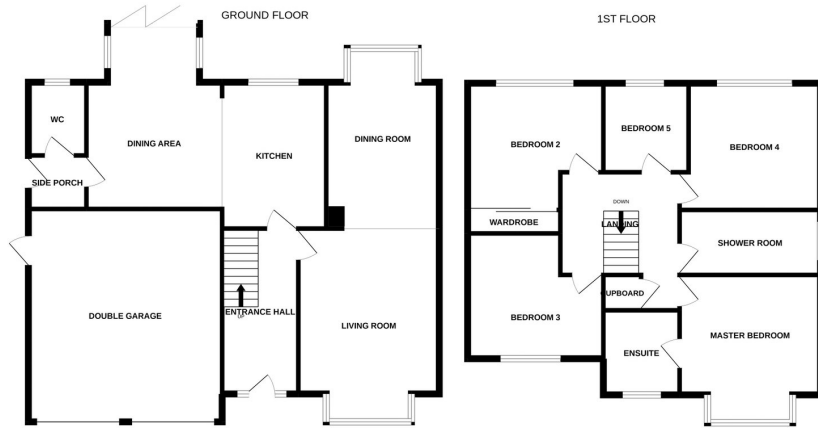 GROUND FLOOR
WC
DINING AREA
KITCHEN
DINING ROOM
SIDE PORCH
DOUBLE GARAGE
UP
ENTRANCE HALL
LIVING ROOM
1ST FLOOR
BEDROOM 2
BEDROOM 5
BEDROOM 4
WARDROBE
DOWN
LANDING
SHOWER ROOM
CUPBOARD
BEDROOM 3
ENSUITE
MASTER BEDROOM